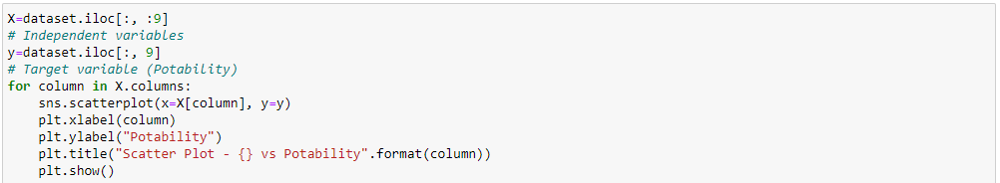 X=dataset.iloc[:, :9]
# Independent variables
y=dataset.iloc[:, 9]
# Target variable (Potability)
for column in X.columns:
    sns.scatterplot(x=X[column], y=y)
    plt.xlabel(column)
    plt.ylabel("Potability")
    plt.title("Scatter Plot - {} vs Potability".format(column))
    plt.show()